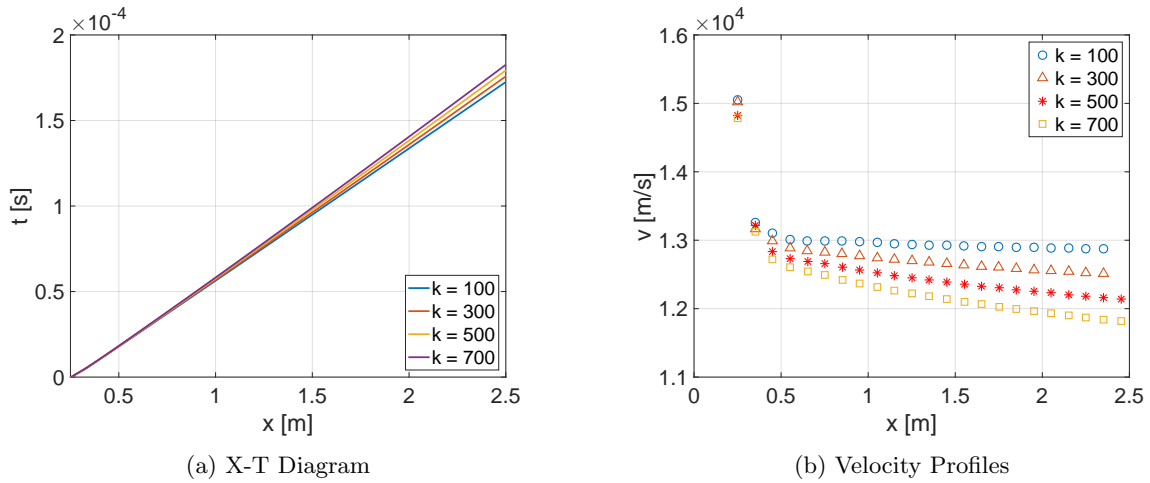 ×10⁻⁴
2
1.5
1
0.5
0
t [s]
0.5
1
1.5
2
2.5
x [m]
k = 100
k = 300
k = 500
k = 700
(a) X-T Diagram
×10⁴
1.6
1.5
1.4
1.3
1.2
1.1
v [m/s]
0
0.5
1
1.5
2
2.5
x [m]
k = 100
k = 300
k = 500
k = 700
(b) Velocity Profiles